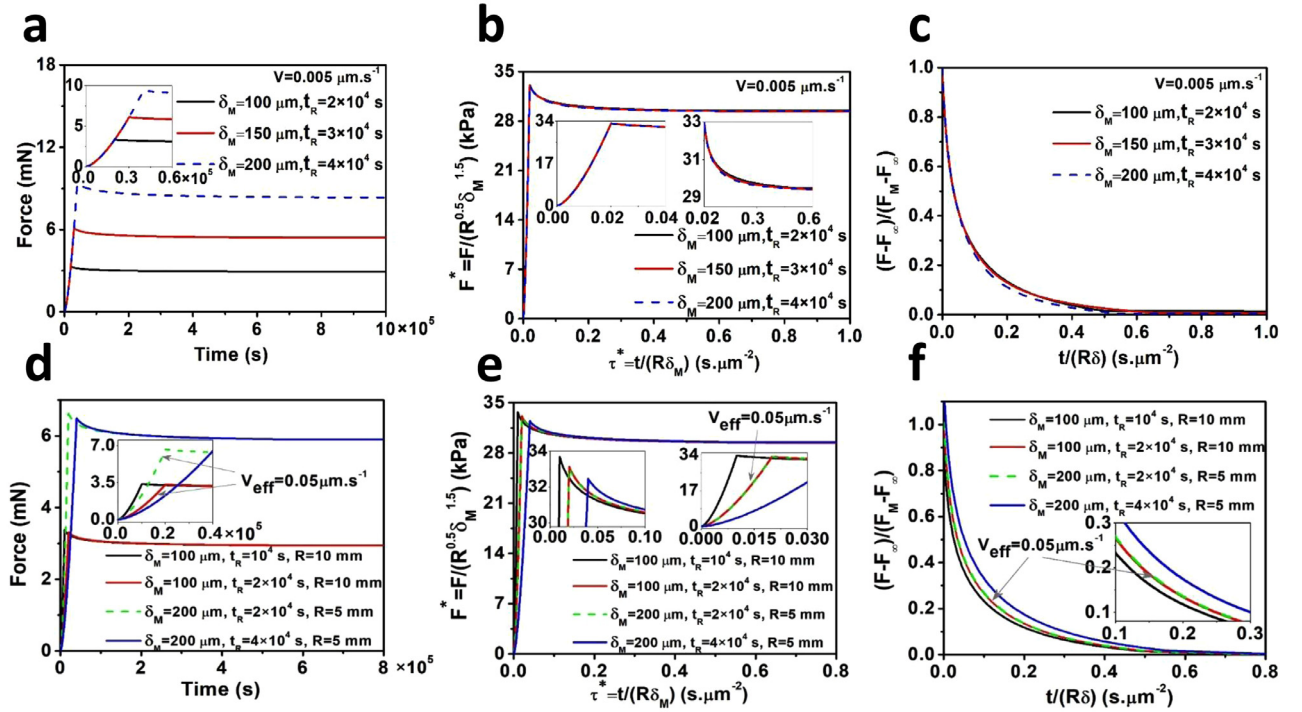 a
V=0.005 μm.s⁻¹
δM=100 μm,tR=2×10⁴ s
δM=150 μm,tR=3×10⁴ s
δM=200 μm,tR=4×10⁴ s
18
12
6
0
Force (mN)
10
5
0
0.0 0.3 0.6
×10⁵
0 2 4 6 8 10 ×10⁵
Time (s)
b
V=0.005 μm.s⁻¹
35
28
21
14
7
0
F*=F/(R^0.5δM^1.5) (kPa)
34
17
0
0.00 0.02 0.04
33
31
29
0.02 0.3 0.6
δM=100 μm,tR=2×10⁴ s
δM=150 μm,tR=3×10⁴ s
δM=200 μm,tR=4×10⁴ s
0.0 0.2 0.4 0.6 0.8 1.0
τ*=t/(RδM) (s.μm⁻²)
c
V=0.005 μm.s⁻¹
δM=100 μm,tR=2×10⁴ s
δM=150 μm,tR=3×10⁴ s
δM=200 μm,tR=4×10⁴ s
1.0
0.8
0.6
0.4
0.2
0.0
(F-F∞)/(FM-F∞)
0.0 0.2 0.4 0.6 0.8 1.0
t/(Rδ) (s.μm⁻²)
d
9
6
3
0
Force (mN)
7.0
3.5
0.0
0 2 4 ×10⁴
Veff=0.05μm.s⁻¹
δM=100 μm, tR=10⁴ s, R=10 mm
δM=100 μm, tR=2×10⁴ s, R=10 mm
δM=200 μm, tR=2×10⁴ s, R=5 mm
δM=200 μm, tR=4×10⁴ s, R=5 mm
0 2 4 6 8 ×10⁵
Time (s)
e
Veff=0.05μm.s⁻¹
35
28
21
14
7
0
F*=F/(R^0.5δM^1.5) (kPa)
34
32
30
0.00 0.05 0.10
34
17
0
0.000 0.015 0.030
δM=100 μm, tR=10⁴ s, R=10 mm
δM=100 μm, tR=2×10⁴ s, R=10 mm
δM=200 μm, tR=2×10⁴ s, R=5 mm
δM=200 μm, tR=4×10⁴ s, R=5 mm
0.0 0.2 0.4 0.6 0.8
τ*=t/(RδM) (s.μm⁻²)
f
δM=100 μm, tR=10⁴ s, R=10 mm
δM=100 μm, tR=2×10⁴ s, R=10 mm
δM=200 μm, tR=2×10⁴ s, R=5 mm
δM=200 μm, tR=4×10⁴ s, R=5 mm
1.0
0.8
0.6
0.4
0.2
0.0
(F-F∞)/(FM-F∞)
Veff=0.05μm.s⁻¹
0.3
0.2
0.1
0.1 0.2 0.3
0.0 0.2 0.4 0.6 0.8
t/(Rδ) (s.μm⁻²)